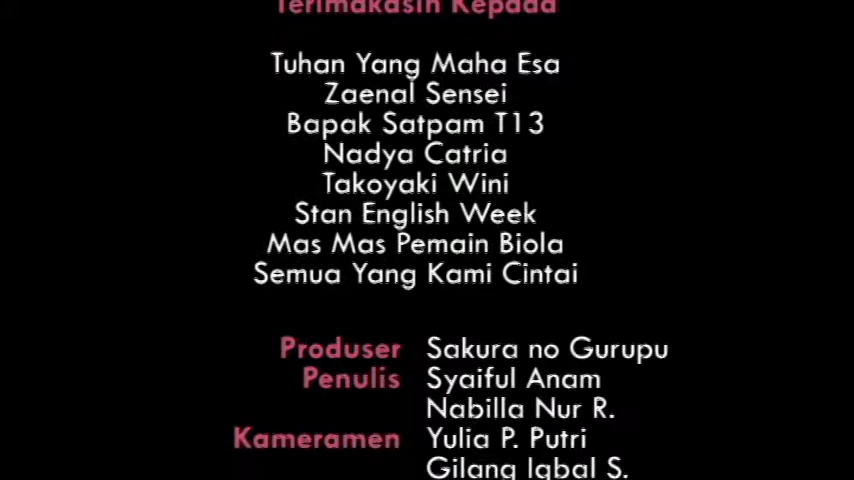 Terimakasih Kepada
Tuhan Yang Maha Esa
Zaenal Sensei
Bapak Satpam T13
Nadya Catria
Takoyaki Wini
Stan English Week
Mas Mas Pemain Biola
Semua Yang Kami Cintai
Produser Sakura no Gurupu
Penulis Syaiful Anam
Nabilla Nur R.
Kameramen Yulia P. Putri
Gilang Iqbal S.